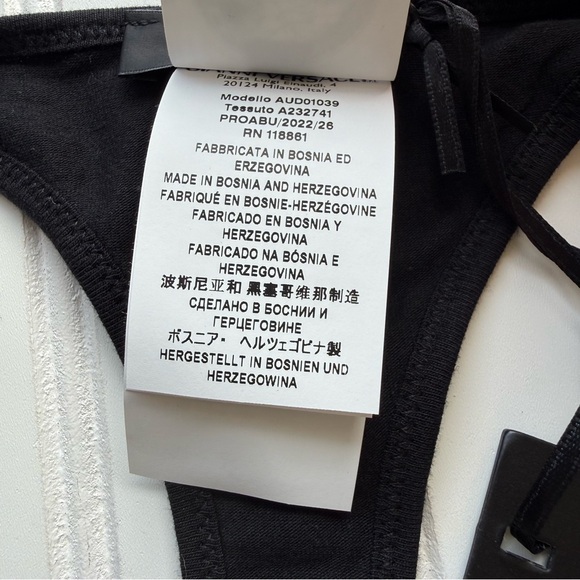 GIANNI VERSACE
Piazza Luigi Einaudi, 4
20124 Milano, Italy
Modello AUD01039
Tessuto A232741
PROABU/2022/26
RN 118861
FABBRICATA IN BOSNIA ED
ERZEGOVINA
MADE IN BOSNIA AND HERZEGOVINA
FABRIQUÉ EN BOSNIE-HERZÉGOVINE
FABRICADO EN BOSNIA Y
HERZEGOVINA
FABRICADO NA BÓSNIA E
HERZEGOVINA
波斯尼亚和 黑塞哥维那制造
СДЕЛАНО В БОСНИИ И
ГЕРЦЕГОВИНЕ
ボスニア・ ヘルツェゴビナ製
HERGESTELLT IN BOSNIEN UND
HERZEGOWINA